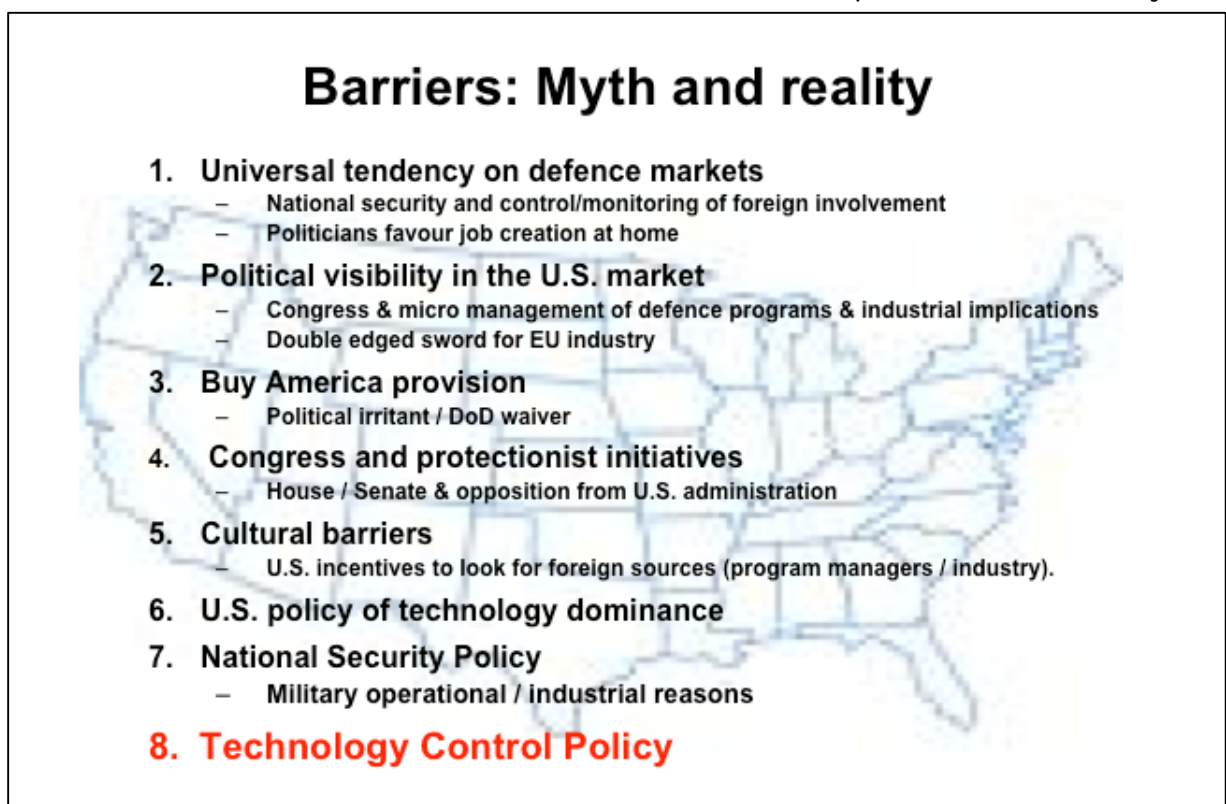 Barriers: Myth and reality
1. Universal tendency on defence markets
– National security and control/monitoring of foreign involvement
– Politicians favour job creation at home
2. Political visibility in the U.S. market
– Congress & micro management of defence programs & industrial implications
– Double edged sword for EU industry
3. Buy America provision
– Political irritant / DoD waiver
4. Congress and protectionist initiatives
– House / Senate & opposition from U.S. administration
5. Cultural barriers
– U.S. incentives to look for foreign sources (program managers / industry).
6. U.S. policy of technology dominance
7. National Security Policy
– Military operational / industrial reasons
8. Technology Control Policy